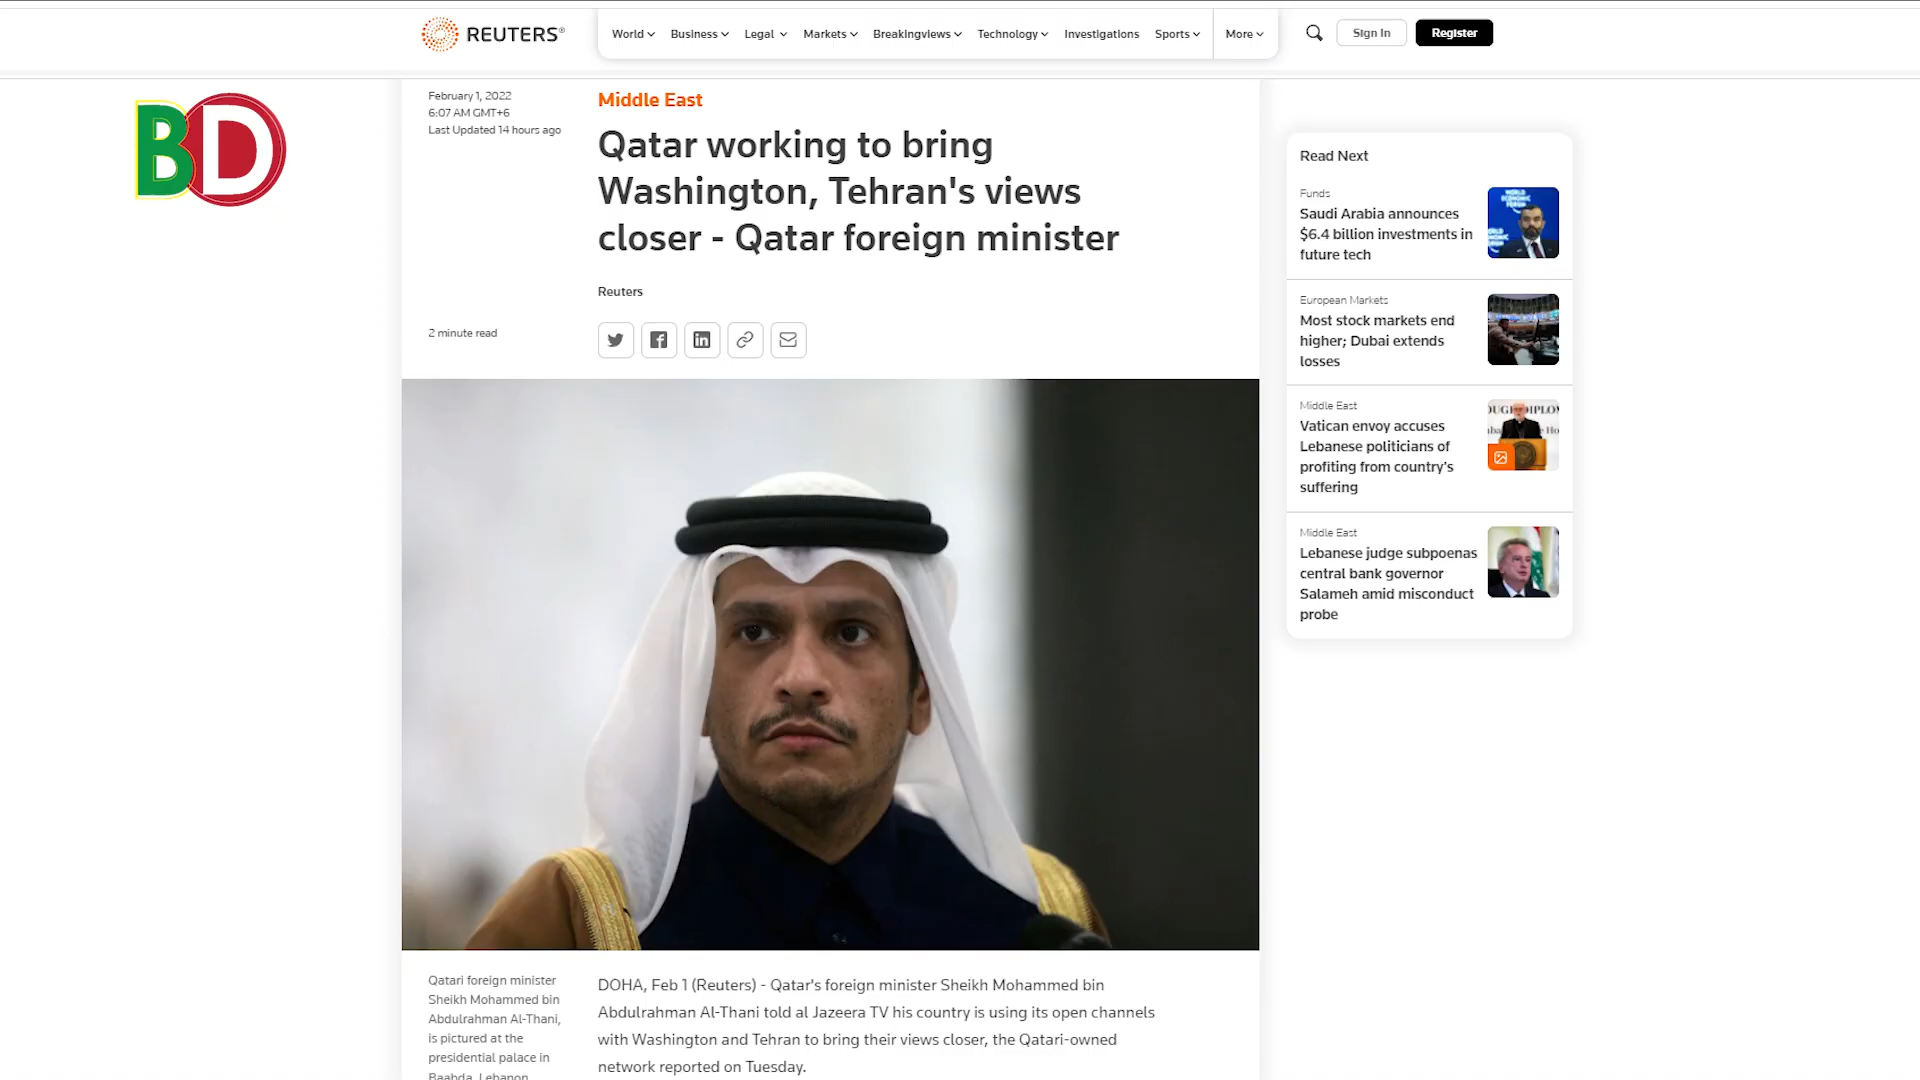 REUTERS®
World
Business
Legal
Markets
Breakingviews
Technology
Investigations
Sports
More
Sign In
Register
BD
February 1, 2022
6:07 AM GMT+6
Last Updated 14 hours ago
Middle East
Qatar working to bring
Washington, Tehran's views
closer - Qatar foreign minister
Reuters
2 minute read
Qatari foreign minister
Sheikh Mohammed bin
Abdulrahman Al-Thani,
is pictured at the
presidential palace in
Baabda, Lebanon
DOHA, Feb 1 (Reuters) - Qatar's foreign minister Sheikh Mohammed bin
Abdulrahman Al-Thani told al Jazeera TV his country is using its open channels
with Washington and Tehran to bring their views closer, the Qatari-owned
network reported on Tuesday.
Read Next
Funds
Saudi Arabia announces
$6.4 billion investments in
future tech
WORLD
ECONOMIC
FORUM
European Markets
Most stock markets end
higher; Dubai extends
losses
Middle East
Vatican envoy accuses
Lebanese politicians of
profiting from country's
suffering
Middle East
Lebanese judge subpoenas
central bank governor
Salameh amid misconduct
probe